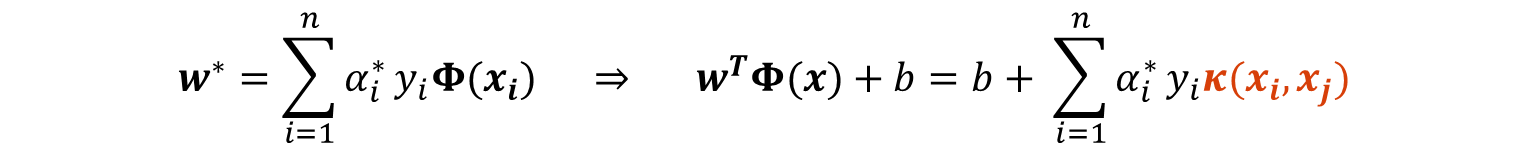 w* = ∑_{i=1}^{n} α_i^* y_i Φ(x_i) ⇒ w^T Φ(x) + b = b + ∑_{i=1}^{n} α_i^* y_i κ(x_i, x_j)